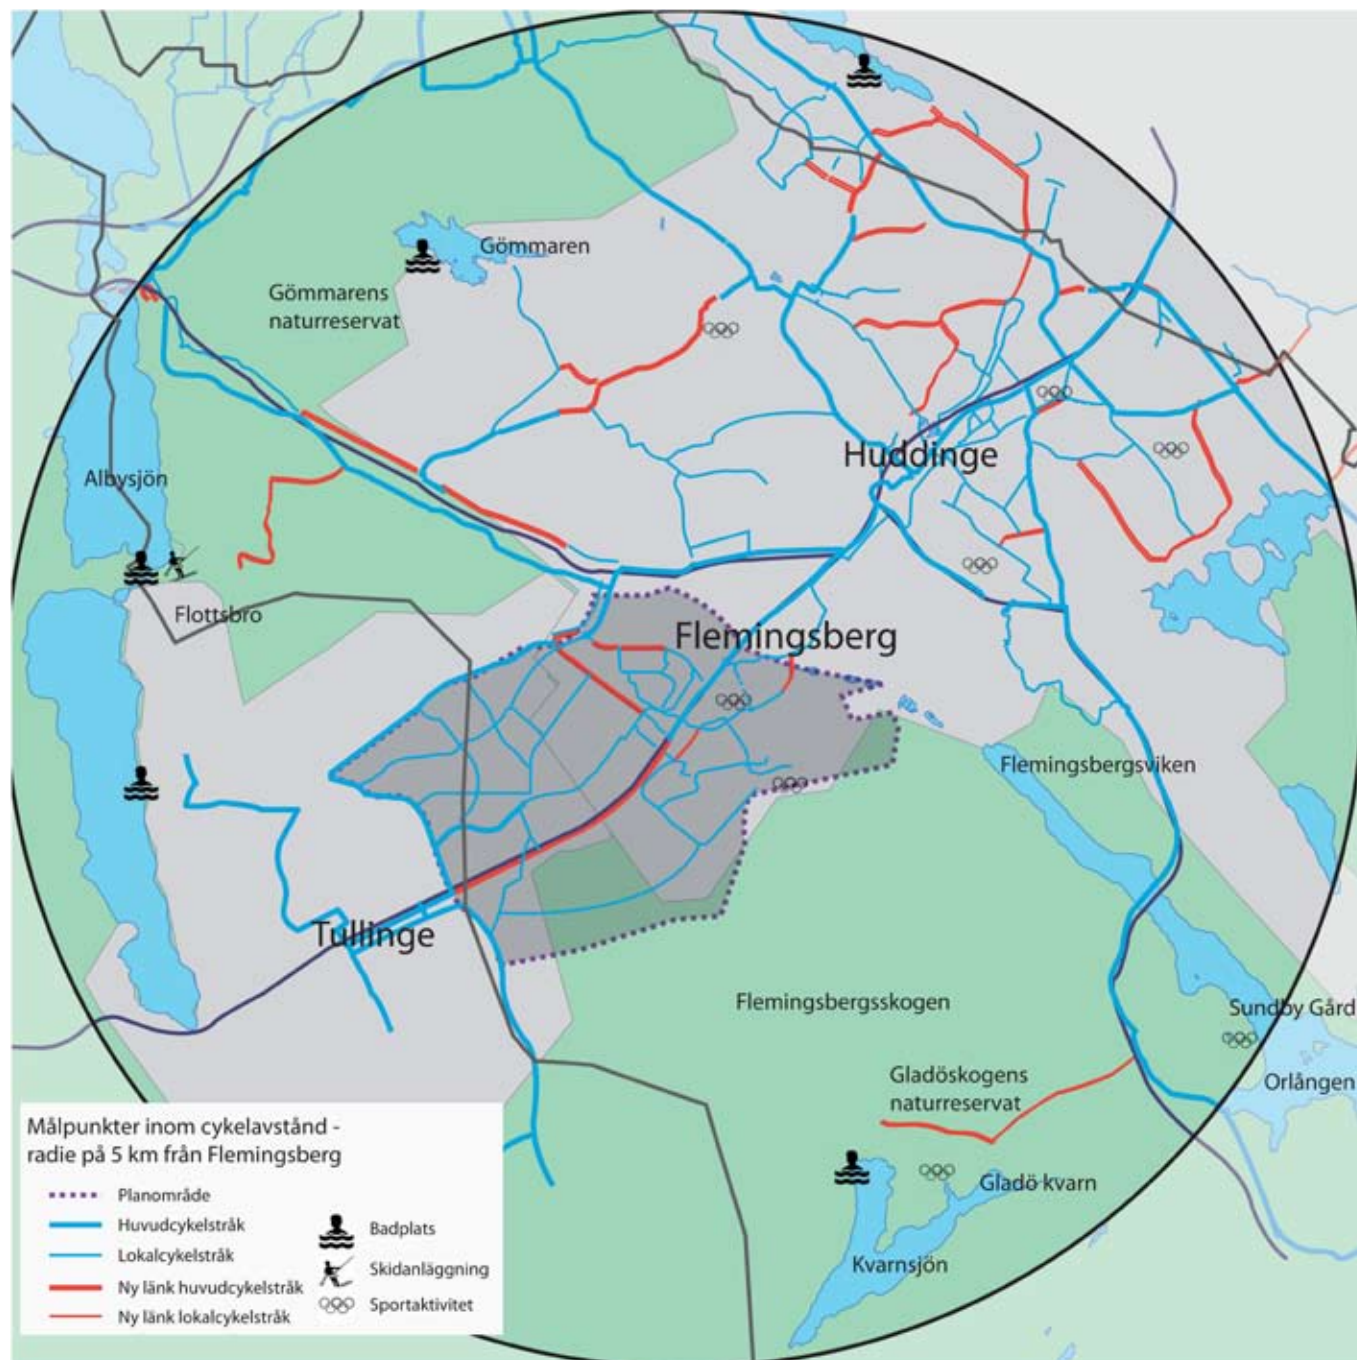 Gömmaren
Gömmarens
naturreservat
Huddinge
Albysjön
Flottsbro
Flemingsberg
Flemingsbergsviken
Tullinge
Flemingsbergsskogen
Sundby Gård
Gladöskogens
naturreservat
Orlången
Gladö kvarn
Kvarnsjön
Målpunkter inom cykelavstånd -
radie på 5 km från Flemingsberg
Planområde
Huvudcykelstråk
Lokalcykelstråk
Ny länk huvudcykelstråk
Ny länk lokalcykelstråk
Badplats
Skidanläggning
Sportaktivitet